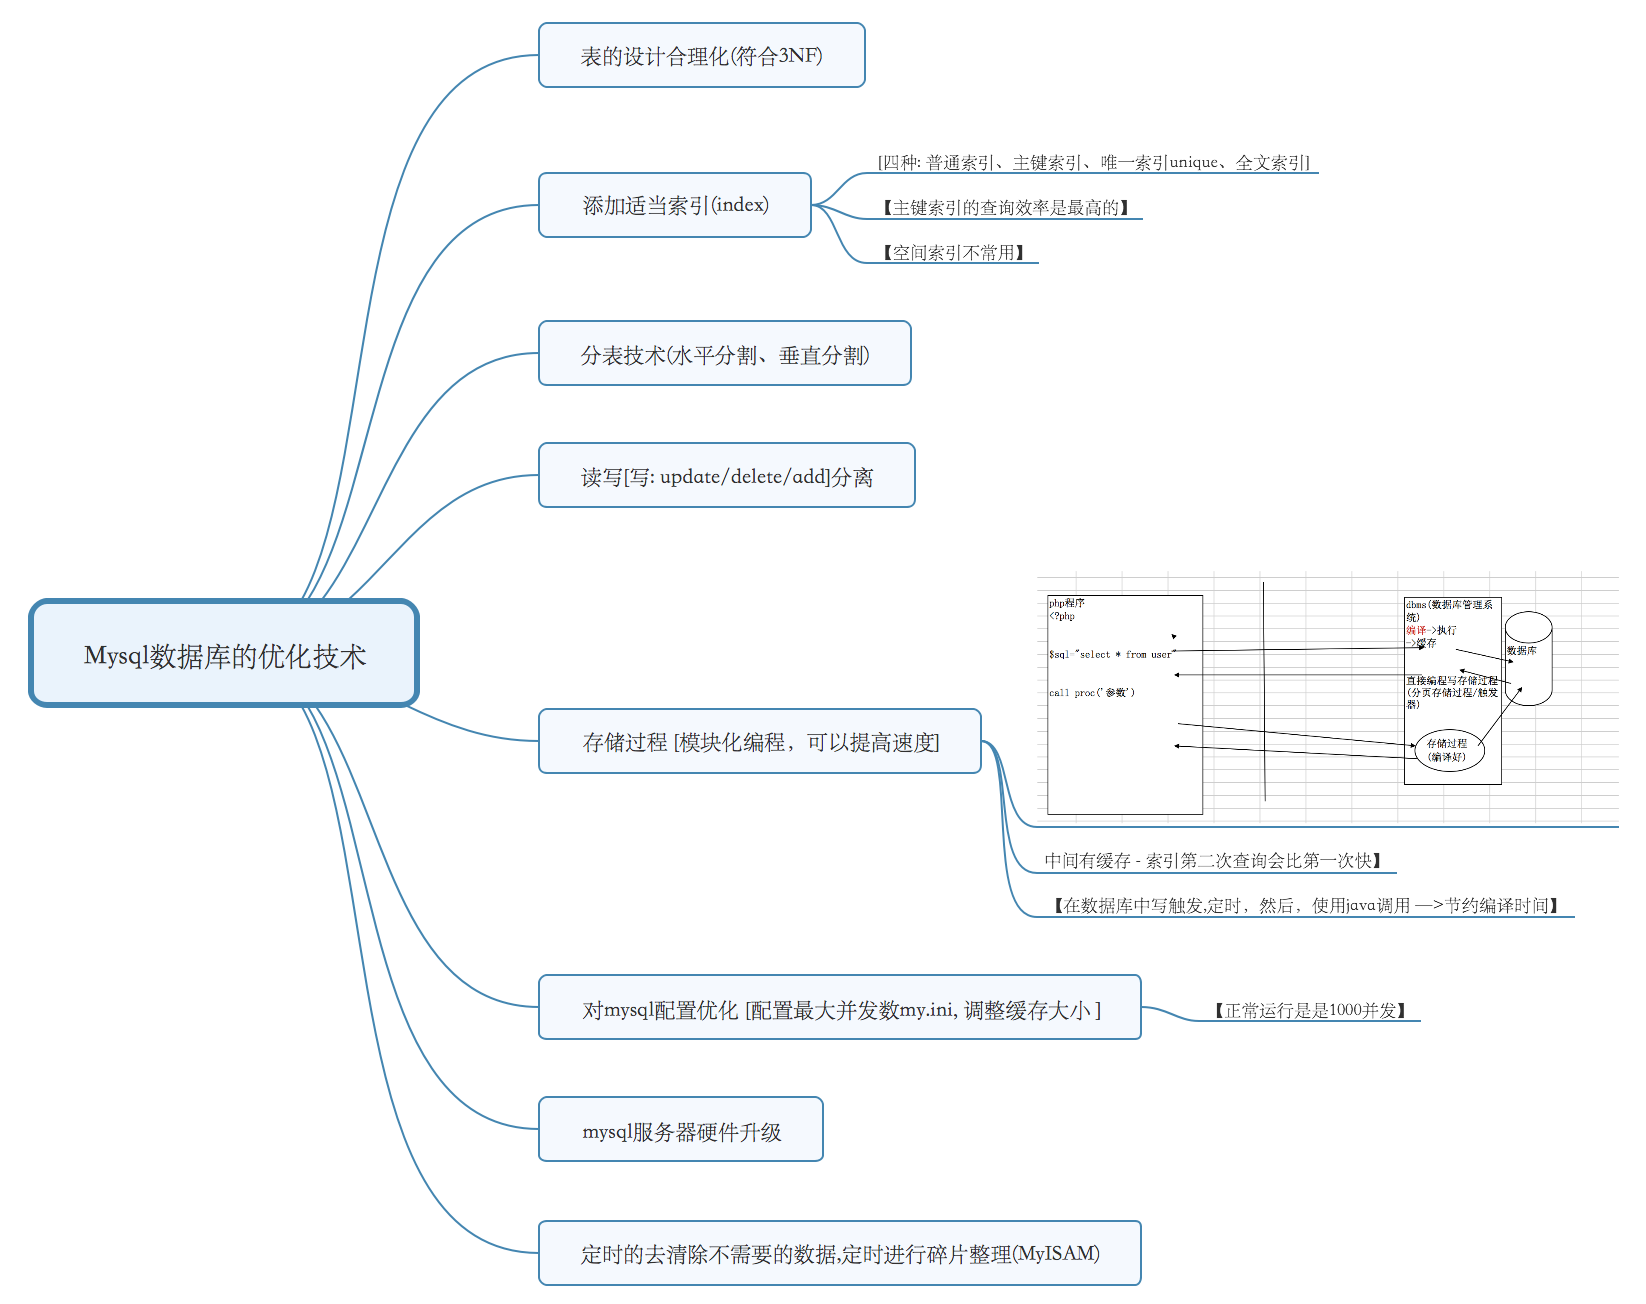 表的设计合理化(符合3NF)
[四种: 普通索引、主键索引、唯一索引unique、全文索引]
添加适当索引(index)
【主键索引的查询效率是最高的】
【空间索引不常用】
分表技术(水平分割、垂直分割)
读写[写: update/delete/add]分离
Mysql数据库的优化技术
php程序
<?php
$sql="select * from user"
call proc('参数')
dbms(数据库管理系
统)
编译->执行
->缓存
数据库
直接编程写存储过程
(分页存储过程/触发
器)
存储过程
(编译好)
存储过程 [模块化编程，可以提高速度]
中间有缓存 - 索引第二次查询会比第一次快】
【在数据库中写触发,定时，然后，使用java调用 —>节约编译时间】
对mysql配置优化 [配置最大并发数my.ini, 调整缓存大小 ]
【正常运行是是1000并发】
mysql服务器硬件升级
定时的去清除不需要的数据,定时进行碎片整理(MyISAM)